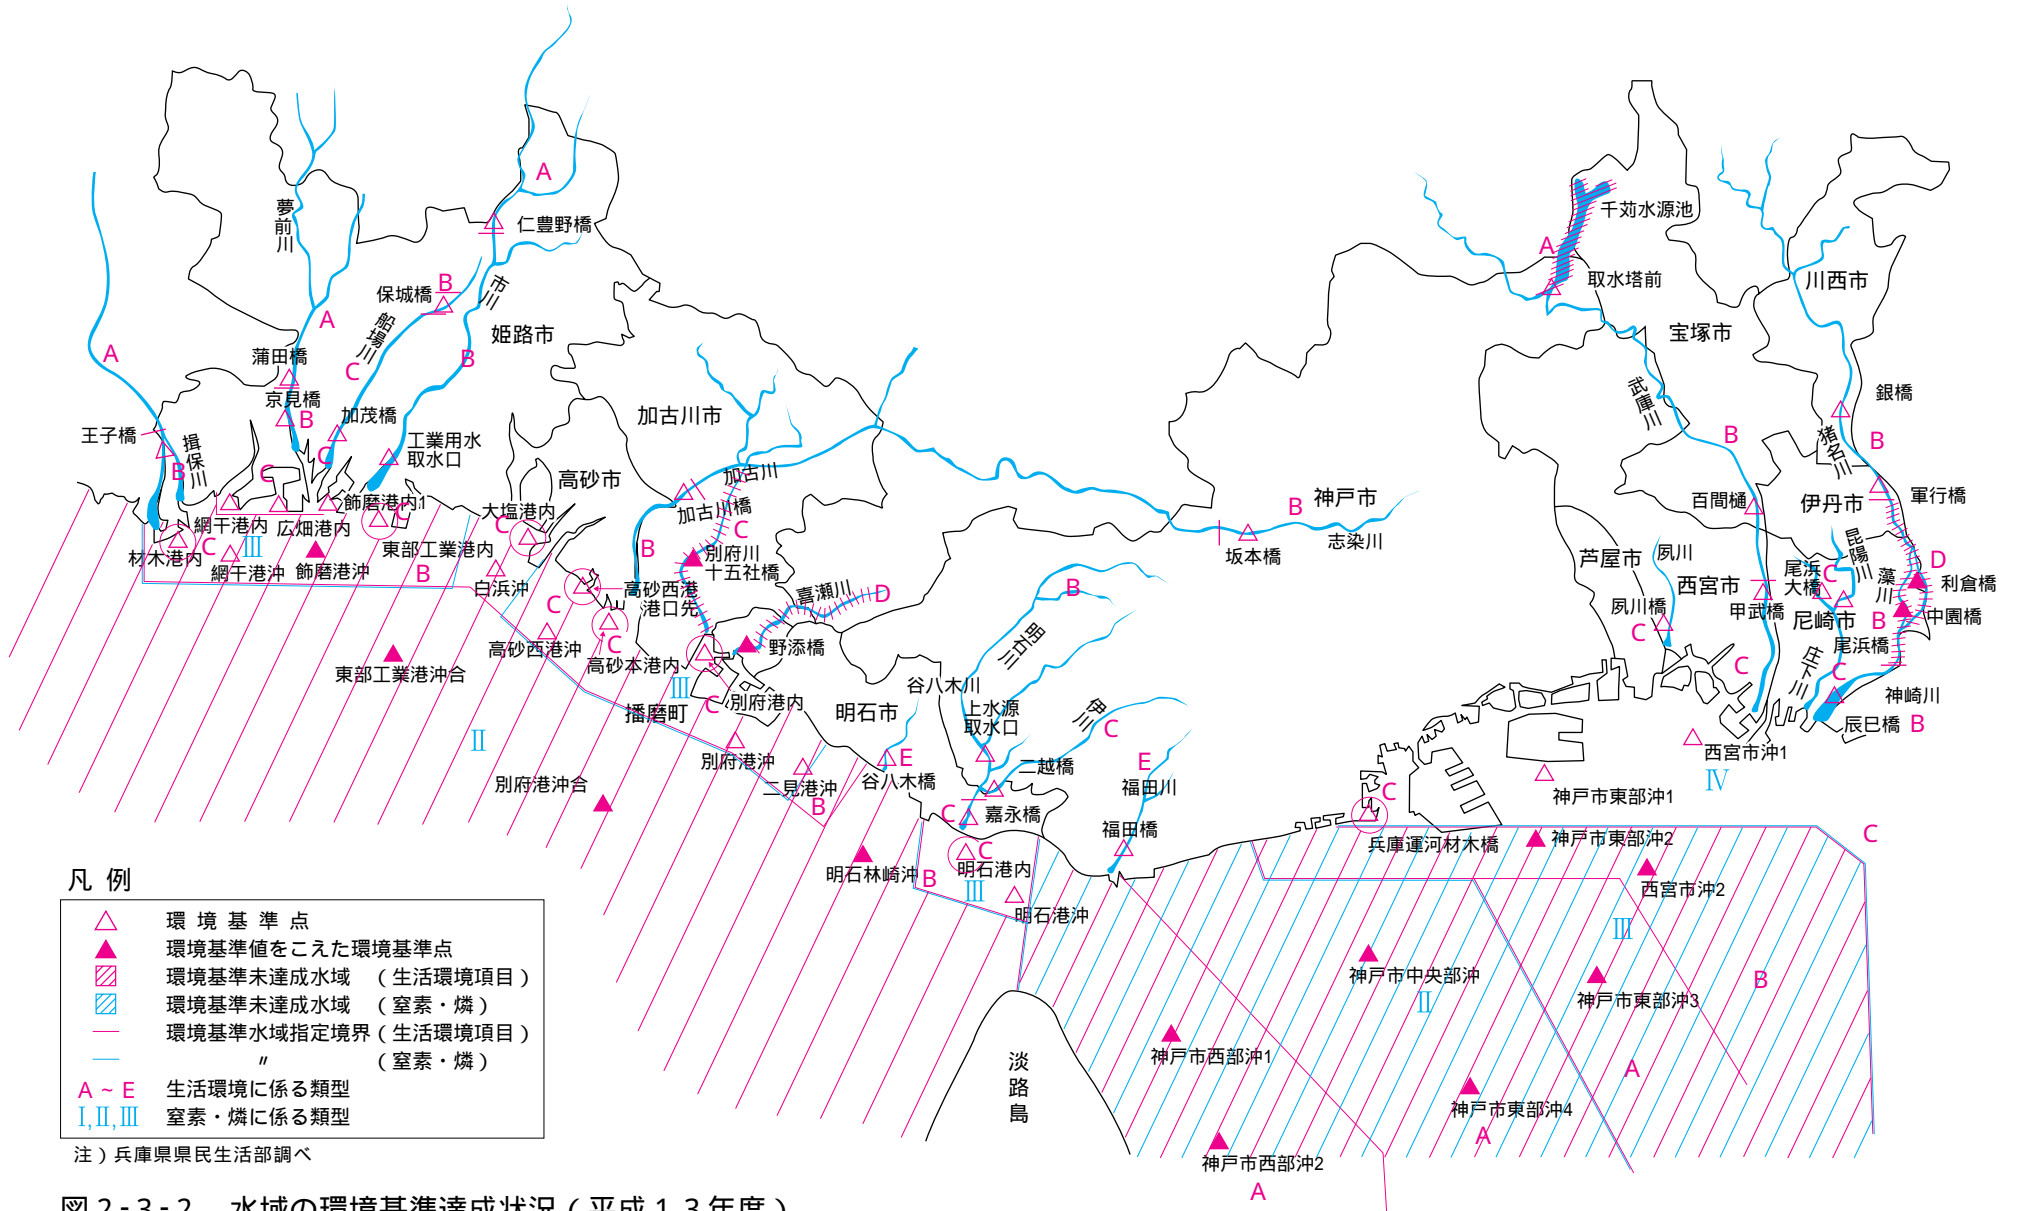 A
夢前川
仁豊野橋
千苅水源池
A
取水塔前
川西市
保城橋
B
市川
A
船場川
姫路市
宝塚市
A
B
蒲田橋
C
武庫川
銀橋
京見橋
B
加茂橋
加古川市
B
猪名川
B
王子橋
揖保川
B
C
C
工業用水
取水口
高砂市
加古川
加古川橋
神戸市
B
百間樋
伊丹市
軍行橋
飾磨港内1
C
網干港内
広畑港内
大塩港内
C
C
坂本橋
志染川
昆陽川
材木港内
C
III
網干港沖
飾磨港沖
東部工業港内
B
B
別府川
十五社橋
芦屋市
夙川
西宮市
尾浜
大橋
C
藻川
D
利倉橋
白浜沖
C
高砂西港
港口先
喜瀬川
D
B
夙川橋
C
甲武橋
尼崎市
B
中園橋
尾浜橋
高砂西港沖
C
高砂本港内
野添橋
明石川
東部工業港沖合
III
C
別府港内
播磨町
明石市
谷八木川
上水源
取水口
伊川
C
C
庄下川
C
神崎川
辰巳橋
B
II
別府港沖
E
谷八木橋
二越橋
E
福田川
西宮市沖1
IV
別府港沖合
二見港沖
B
C
嘉永橋
福田橋
C
神戸市東部沖1
兵庫運河材木橋
神戸市東部沖2
C
明石林崎沖
B
C
明石港内
III
明石港沖
西宮市沖2
III
神戸市中央部沖
II
神戸市東部沖3
B
神戸市西部沖1
A
神戸市東部沖4
A
神戸市西部沖2
A
淡路島
凡 例
環 境 基 準 点
環境基準値をこえた環境基準点
環境基準未達成水域 （生活環境項目）
環境基準未達成水域 （窒素・燐）
環境基準水域指定境界（生活環境項目）
〃 （窒素・燐）
A ~ E 生活環境に係る類型
I,II,III 窒素・燐に係る類型
注）兵庫県県民生活部調べ
図2-3-2 水域の環境基準達成状況（平成13年度）